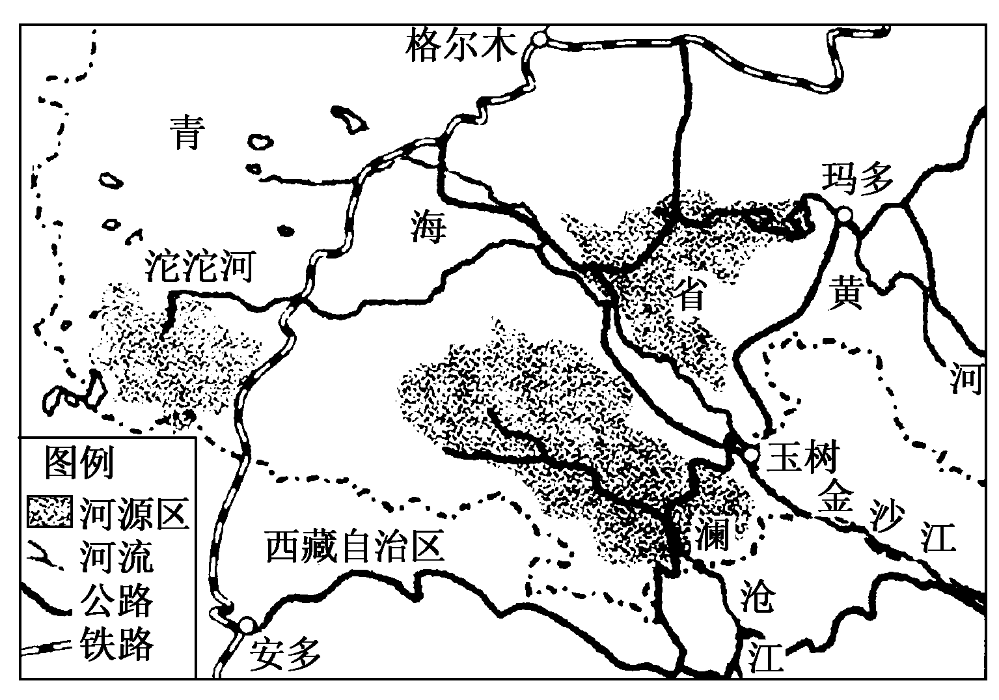 格尔木
青
玛多
海
沱沱河
省
黄
河
玉树
金
沙
江
西藏自治区
澜
沧
江
安多
图例
河源区
河流
公路
铁路